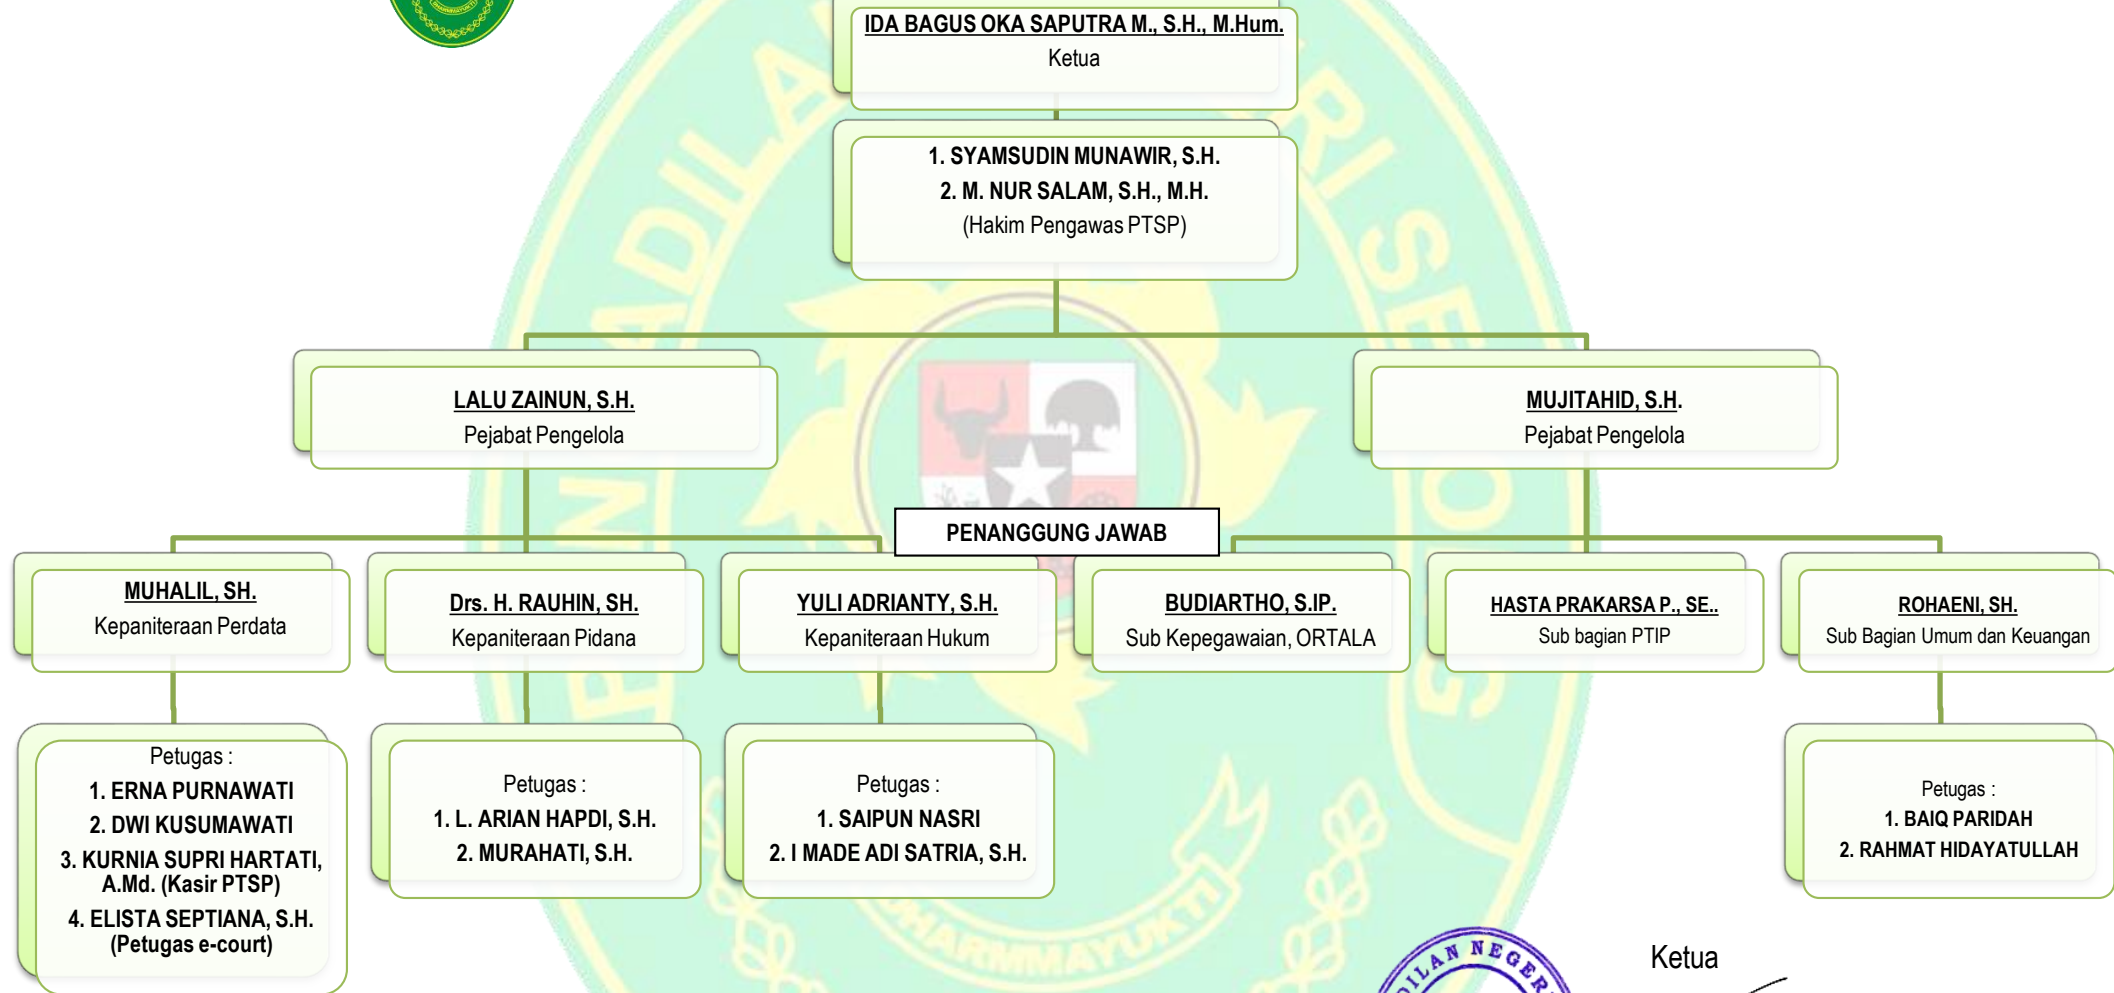 IDA BAGUS OKA SAPUTRA M., S.H., M.Hum.
Ketua
1. SYAMSUDIN MUNAWIR, S.H.
2. M. NUR SALAM, S.H., M.H.
(Hakim Pengawas PTSP)
LALU ZAINUN, S.H.
Pejabat Pengelola
MUJITAHID, S.H.
Pejabat Pengelola
PENANGGUNG JAWAB
MUHALIL, SH.
Kepaniteraan Perdata
Drs. H. RAUHIN, SH.
Kepaniteraan Pidana
YULI ADRIANTY, S.H.
Kepaniteraan Hukum
BUDIARTHO, S.IP.
Sub Kepegawaian, ORTALA
HASTA PRAKARSA P., SE..
Sub bagian PTIP
ROHAENI, SH.
Sub Bagian Umum dan Keuangan
Petugas :
1. ERNA PURNAWATI
2. DWI KUSUMAWATI
3. KURNIA SUPRI HARTATI,
A.Md. (Kasir PTSP)
4. ELISTA SEPTIANA, S.H.
(Petugas e-court)
Petugas :
1. L. ARIAN HAPDI, S.H.
2. MURAHATI, S.H.
Petugas :
1. SAIPUN NASRI
2. I MADE ADI SATRIA, S.H.
Petugas :
1. BAIQ PARIDAH
2. RAHMAT HIDAYATULLAH
DHARMMAYUKTI
Ketua